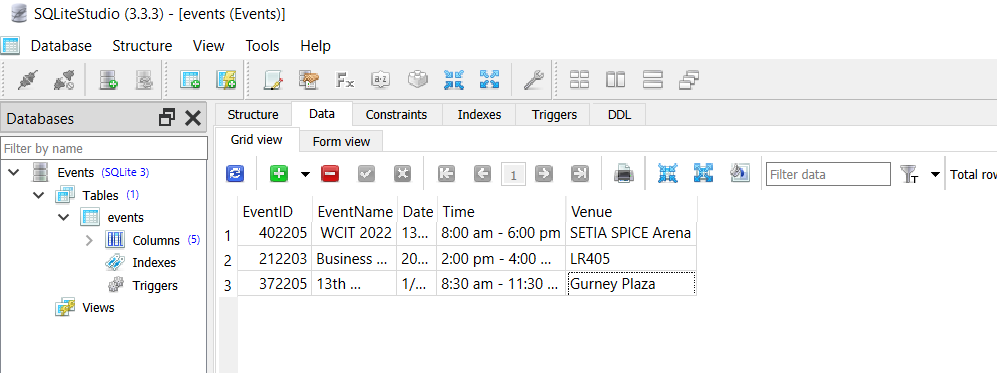 SQLiteStudio (3.3.3) - [events (Events)]
Database Structure View Tools Help
Databases
Filter by name
Events (SQLite 3)
Tables (1)
events
Columns (5)
Indexes
Triggers
Views
Structure Data Constraints Indexes Triggers DDL
Grid view Form view
1 Filter data Total row
EventID EventName Date Time Venue
1 402205 WCIT 2022 13... 8:00 am - 6:00 pm SETIA SPICE Arena
2 212203 Business ... 20... 2:00 pm - 4:00 ... LR405
3 372205 13th ... 1/... 8:30 am - 11:30 ... Gurney Plaza